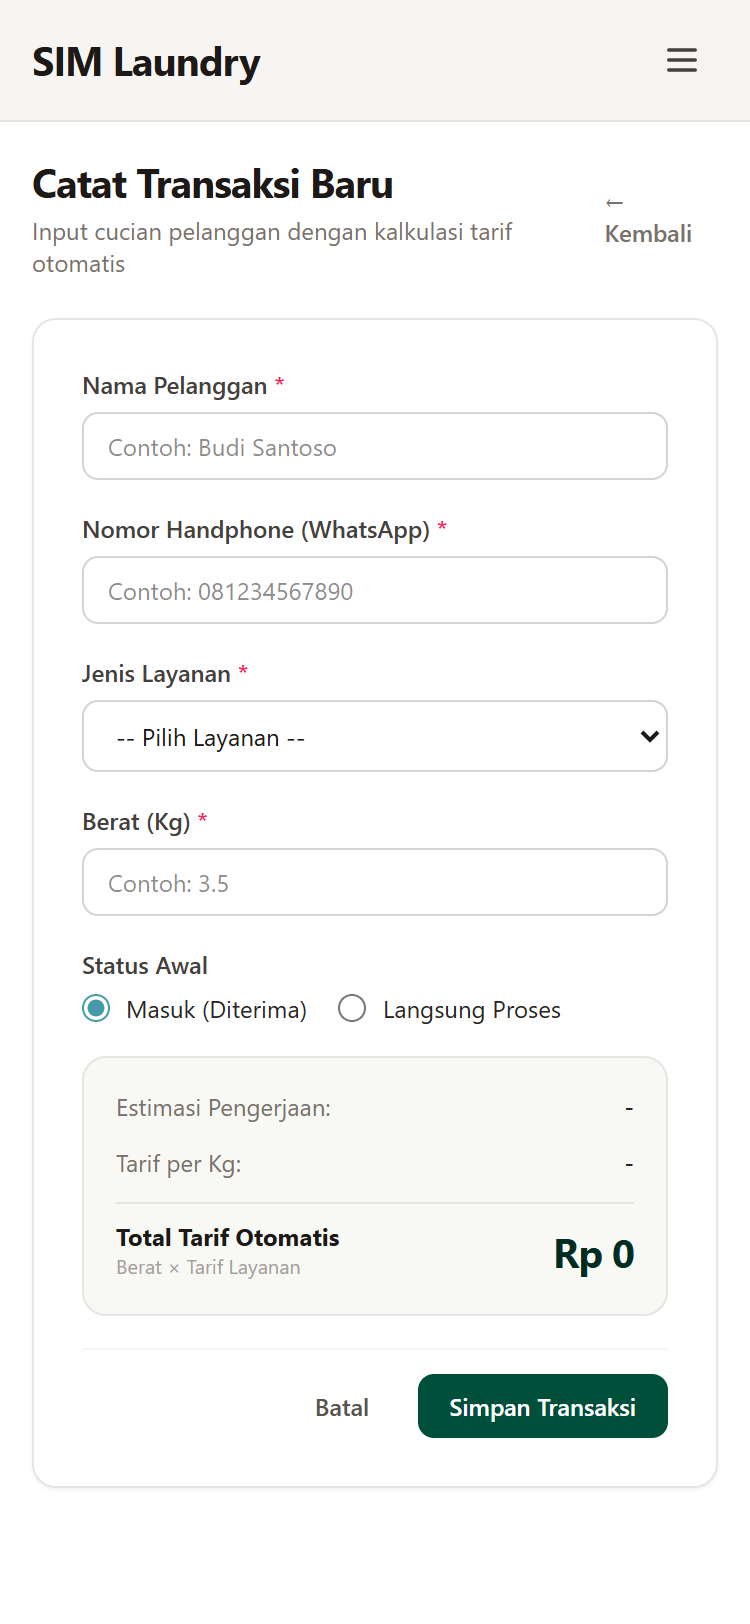 SIM Laundry
Catat Transaksi Baru
Input cucian pelanggan dengan kalkulasi tarif
otomatis
←
Kembali
Nama Pelanggan *
Contoh: Budi Santoso
Nomor Handphone (WhatsApp) *
Contoh: 081234567890
Jenis Layanan *
-- Pilih Layanan --
Berat (Kg) *
Contoh: 3.5
Status Awal
Masuk (Diterima) Langsung Proses
Estimasi Pengerjaan: -
Tarif per Kg: -
Total Tarif Otomatis
Berat × Tarif Layanan
Rp 0
Batal Simpan Transaksi